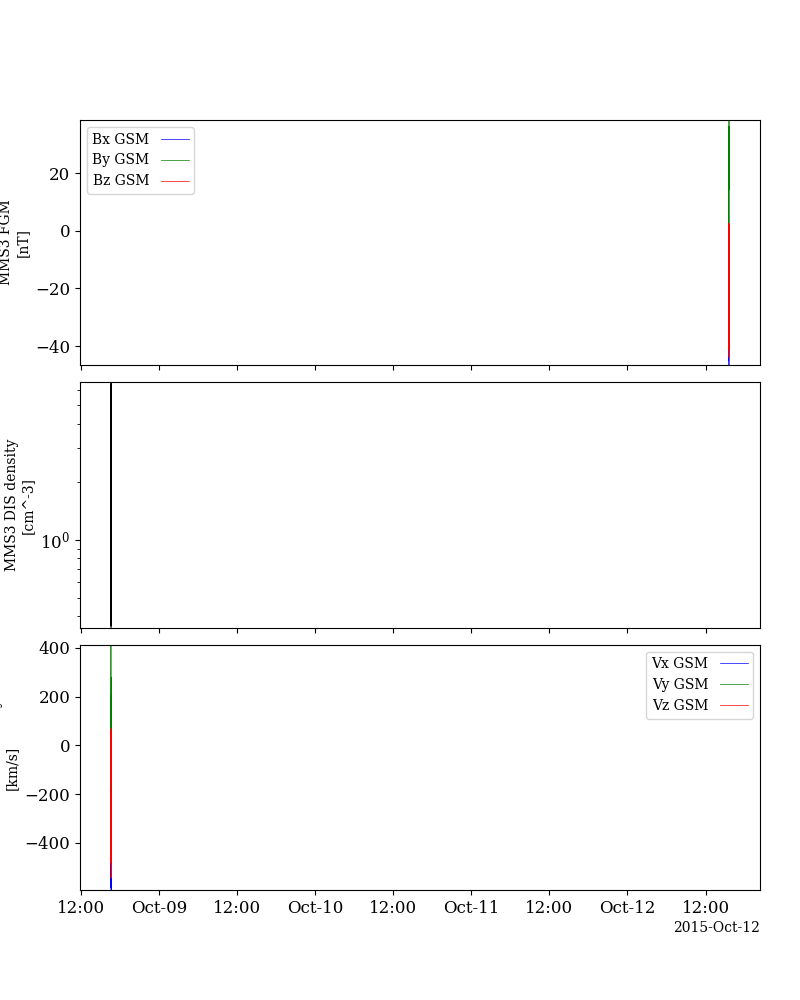 Bx GSM
By GSM
Bz GSM
20
0
−20
−40
MMS3 FGM
[nT]
10^0
MMS3 DIS density
[cm^-3]
Vx GSM
Vy GSM
Vz GSM
400
200
0
−200
−400
[km/s]
12:00 Oct-09 12:00 Oct-10 12:00 Oct-11 12:00 Oct-12 12:00
2015-Oct-12